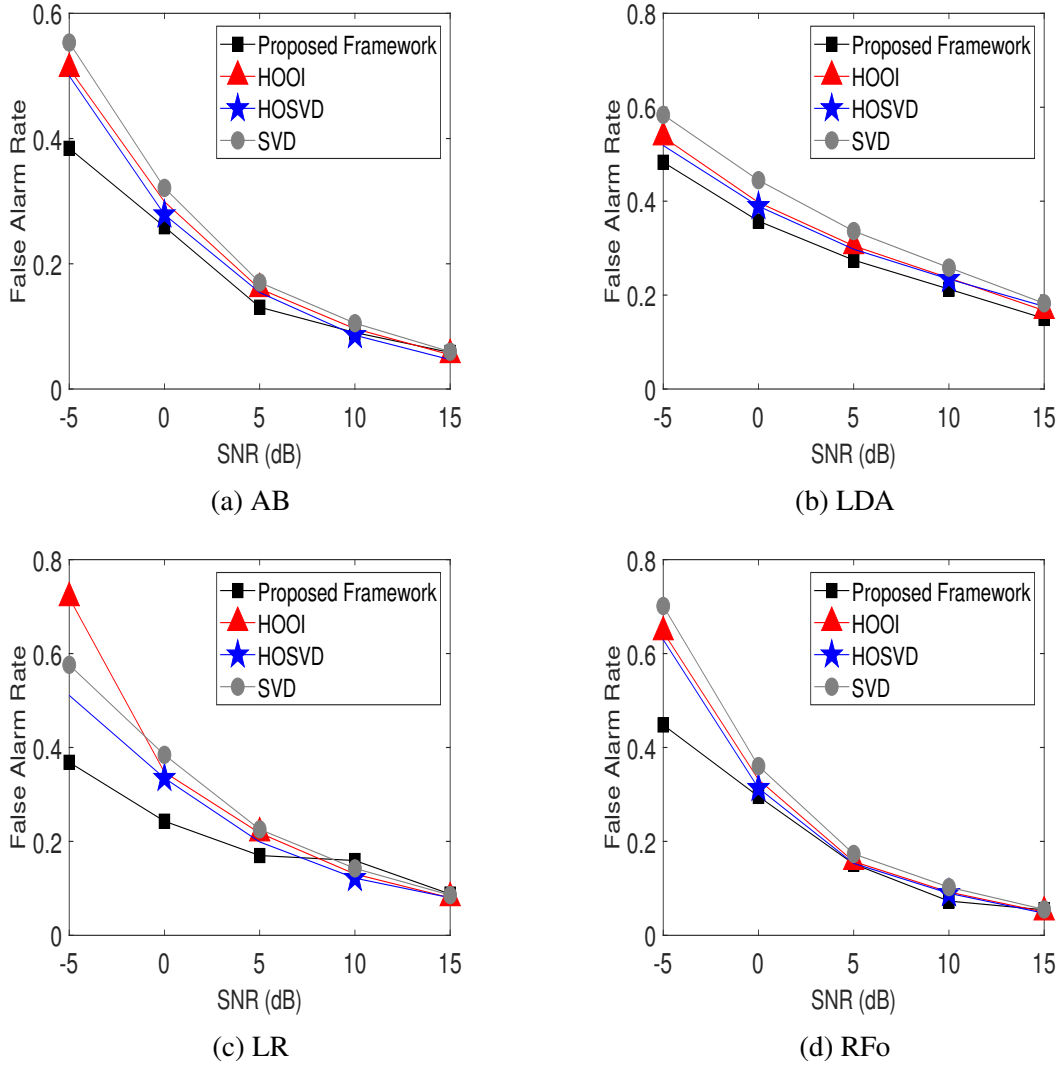 False Alarm Rate
0.6
0.4
0.2
0
-5 0 5 10 15
SNR (dB)
Proposed Framework
HOOI
HOSVD
SVD
(a) AB
False Alarm Rate
0.8
0.6
0.4
0.2
0
-5 0 5 10 15
SNR (dB)
Proposed Framework
HOOI
HOSVD
SVD
(b) LDA
False Alarm Rate
0.8
0.6
0.4
0.2
0
-5 0 5 10 15
SNR (dB)
Proposed Framework
HOOI
HOSVD
SVD
(c) LR
False Alarm Rate
0.8
0.6
0.4
0.2
0
-5 0 5 10 15
SNR (dB)
Proposed Framework
HOOI
HOSVD
SVD
(d) RFo